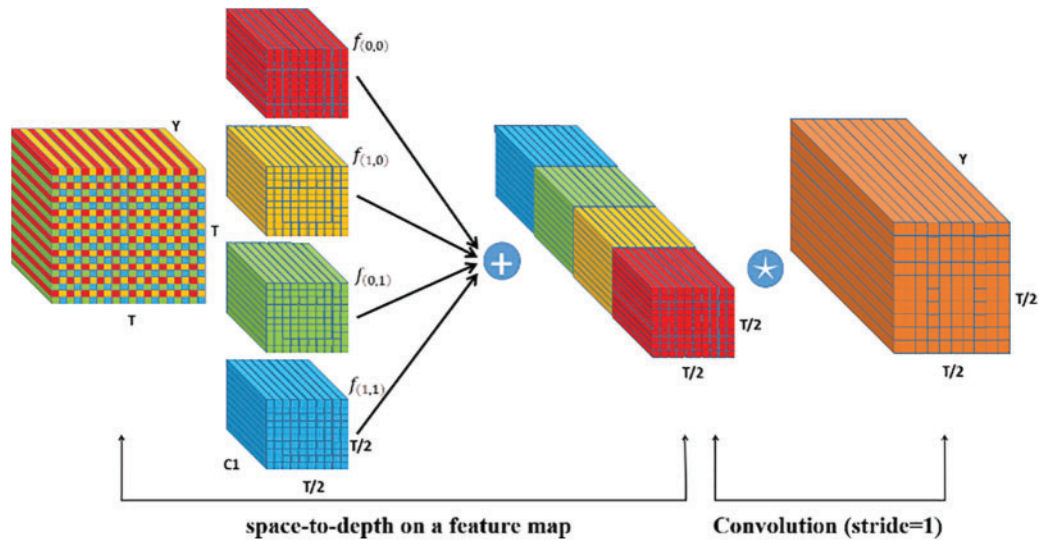 f(0,0)
Y
T
T
f(1,0)
f(0,1)
f(1,1)
T/2
C1
T/2
+
T/2
T/2
Y
T/2
T/2
space-to-depth on a feature map
Convolution (stride=1)